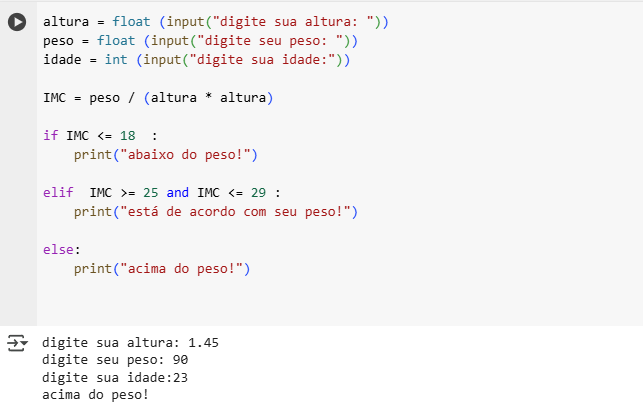 altura = float (input("digite sua altura: "))
peso = float (input("digite seu peso: "))
idade = int (input("digite sua idade:"))
IMC = peso / (altura * altura)
if IMC <= 18  :
    print("abaixo do peso!")
elif  IMC >= 25 and IMC <= 29 :
    print("está de acordo com seu peso!")
else:
    print("acima do peso!")
digite sua altura: 1.45
digite seu peso: 90
digite sua idade:23
acima do peso!